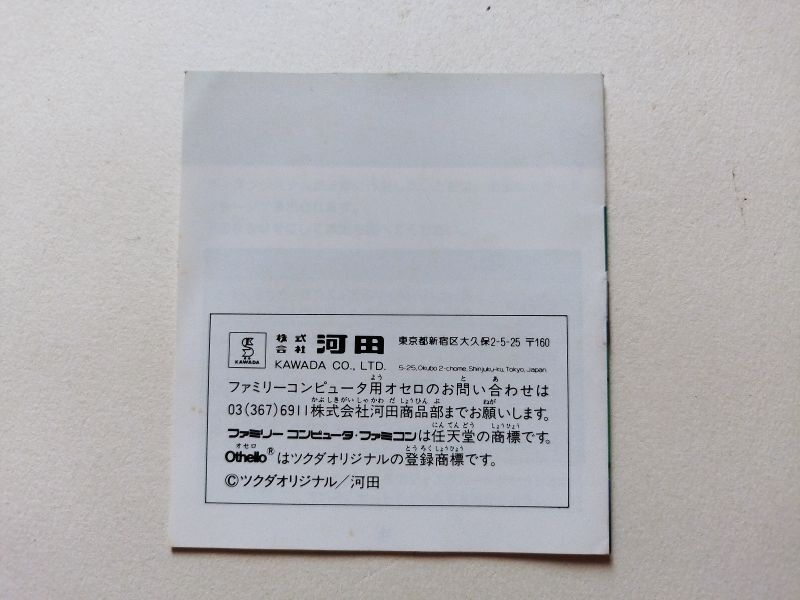 KAWADA
株式会社 河田 東京都新宿区大久保2-5-25 〒160
KAWADA CO., LTD. 5-25, Okubo 2-chome, Shinjuku-ku, Tokyo, Japan
ファミリーコンピュータ用オセロのお問い合わせは
03(367)6911株式会社河田商品部までお願いします。
ファミリーコンピュータ・ファミコンは任天堂の商標です。
Othello®はツクダオリジナルの登録商標です。
©ツクダオリジナル/河田